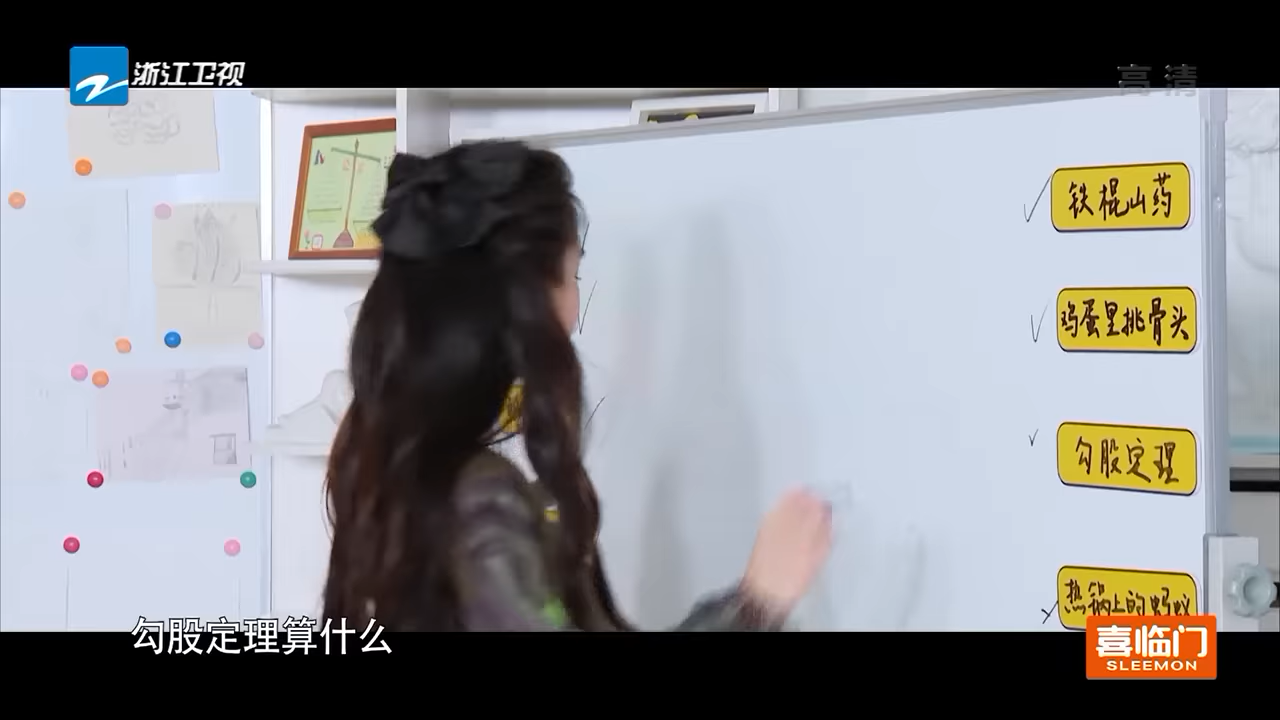 浙江卫视
高清
铁棍山药
鸡蛋里挑骨头
勾股定理
热锅上的蚂蚁
勾股定理算什么
喜临门
SLEEMON